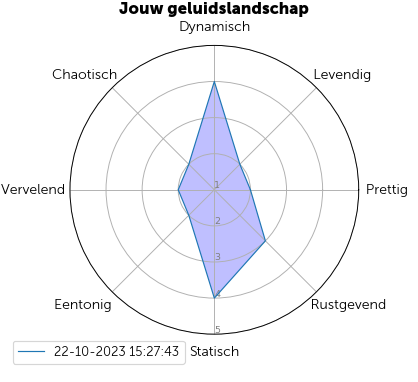 Jouw geluidslandschap
Dynamisch
Chaotisch
Levendig
Vervelend
1
Prettig
2
3
4
Eentonig
Rustgevend
5
22-10-2023 15:27:43
Statisch